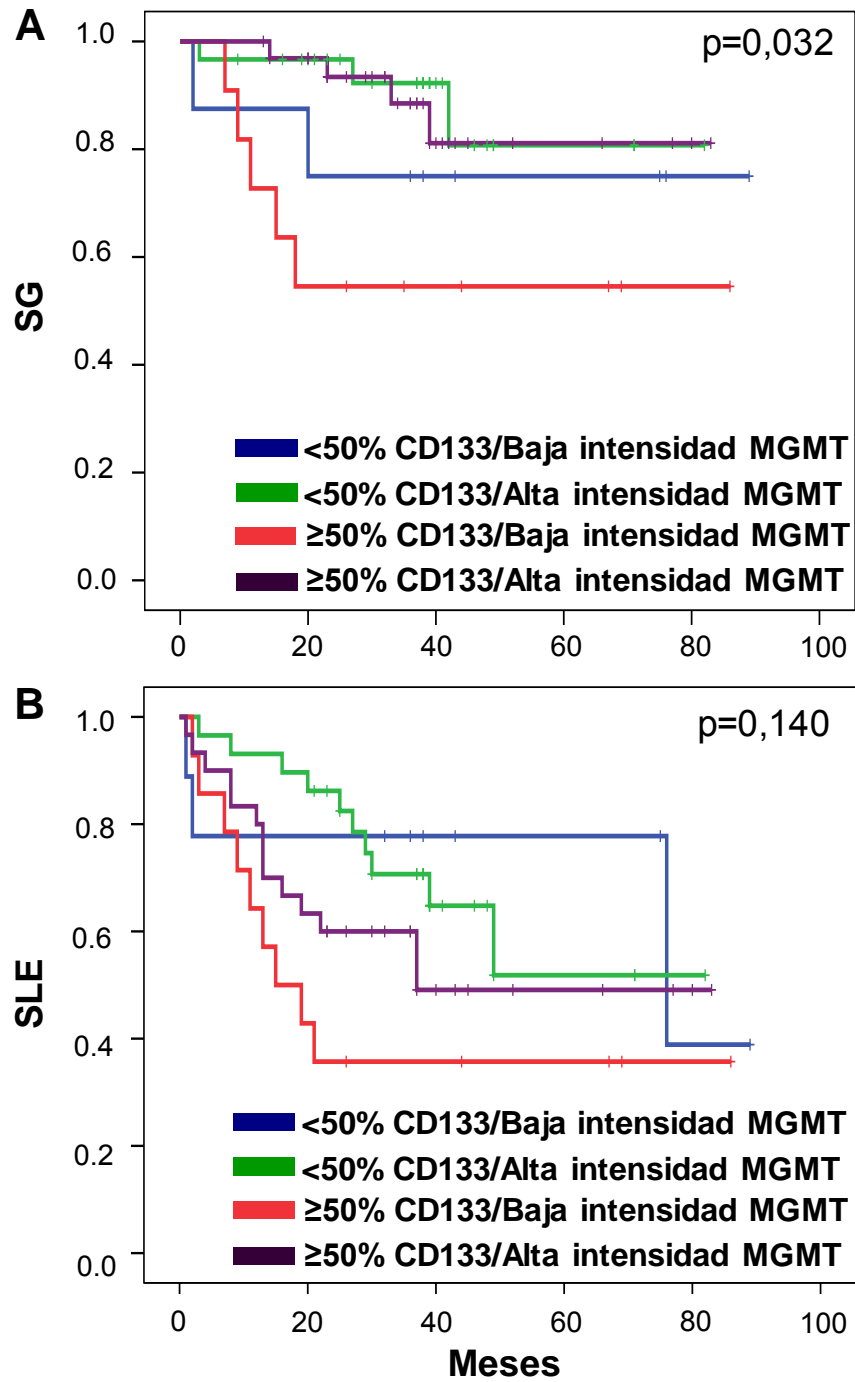 A
p=0,032
1.0
0.8
0.6
0.4
0.2
0.0
SG
<50% CD133/Baja intensidad MGMT
<50% CD133/Alta intensidad MGMT
≥50% CD133/Baja intensidad MGMT
≥50% CD133/Alta intensidad MGMT
0 20 40 60 80 100
B
p=0,140
1.0
0.8
0.6
0.4
0.2
0.0
SLE
<50% CD133/Baja intensidad MGMT
<50% CD133/Alta intensidad MGMT
≥50% CD133/Baja intensidad MGMT
≥50% CD133/Alta intensidad MGMT
0 20 40 60 80 100
Meses